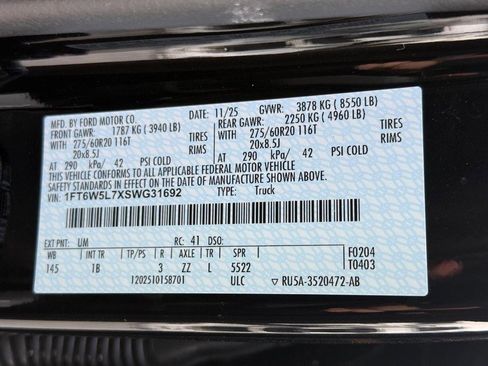 MFD. BY FORD MOTOR CO.
11/25 GVWR: 3878 KG ( 8550 LB)
FRONT GAWR: 1787 KG ( 3940 LB)
REAR GAWR: 2250 KG ( 4960 LB)
WITH 275/60R20 116T TIRES
WITH 275/60R20 116T TIRES
20x8.5J RIMS
20x8.5J RIMS
AT 290 kPa/ 42 PSI COLD
AT 290 kPa/ 42 PSI COLD
THIS VEHICLE CONFORMS TO ALL APPLICABLE FEDERAL MOTOR VEHICLE
SAFETY STANDARDS IN EFFECT ON THE DATE OF MANUFACTURE SHOWN ABOVE.
VIN: 1FT6W5L7XSWG31692 TYPE: Truck
EXT PNT: UM RC: 41 DSO:
WB INT TR TP/PS R AXLE TR SPR F0204
145 1B 3 ZZ L 5522 T0403
1202510158701 ULC ▽ RU5A-3520472-AB